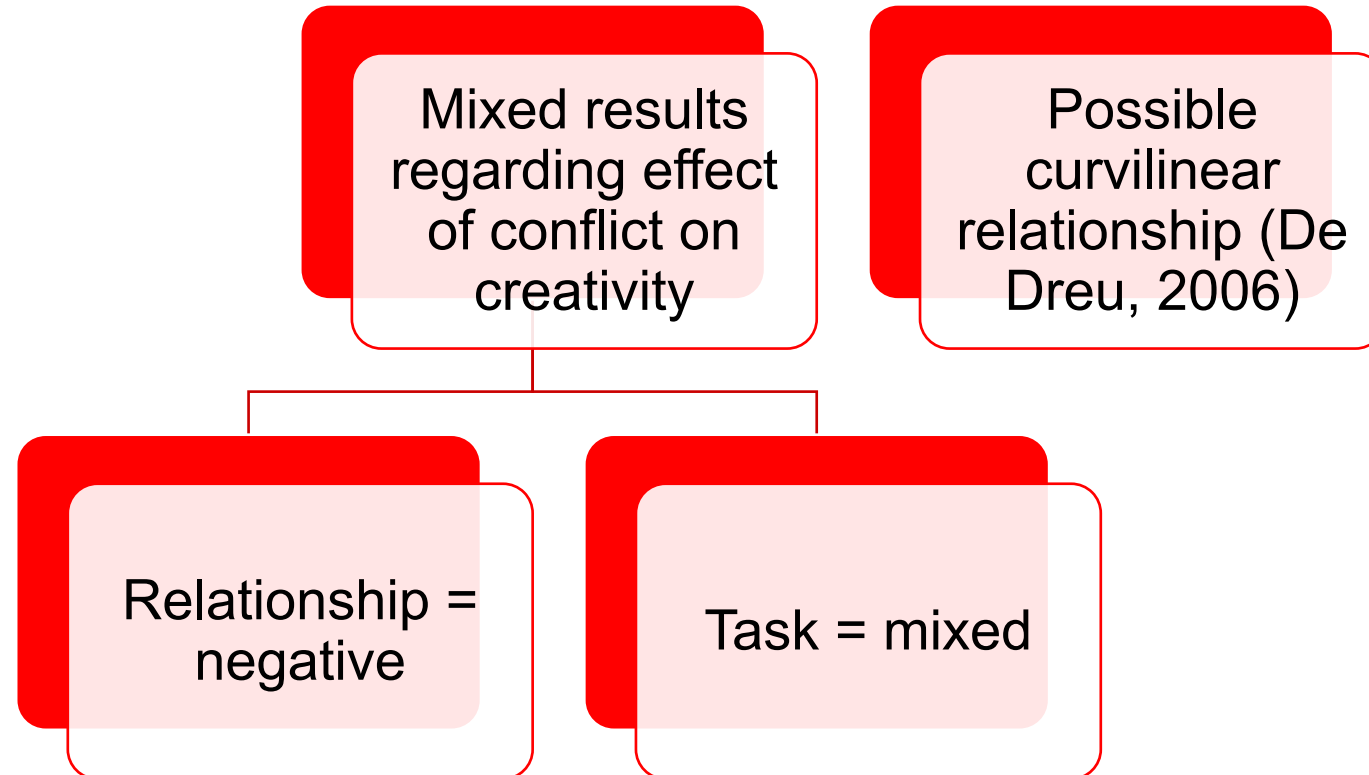 Mixed results
regarding effect
of conflict on
creativity
Possible
curvilinear
relationship (De
Dreu, 2006)
Relationship =
negative
Task = mixed